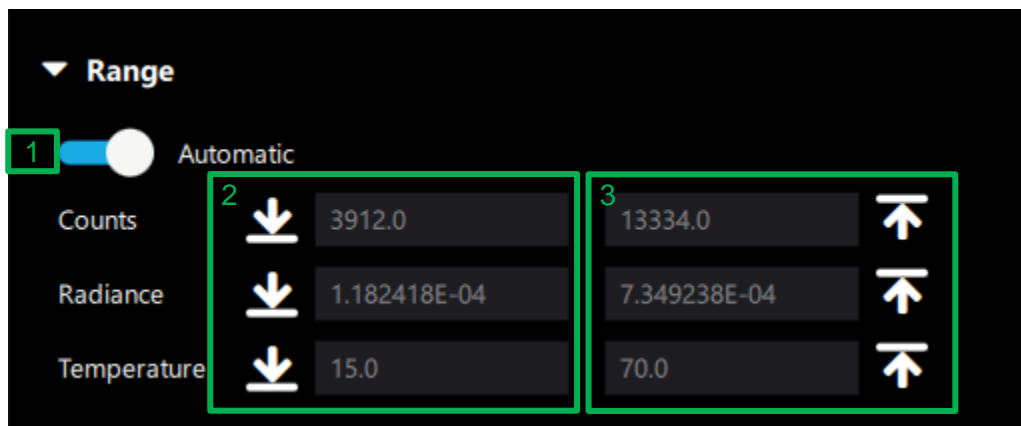 Range
1 Automatic
2 3
Counts 3912.0 13334.0
Radiance 1.182418E-04 7.349238E-04
Temperature 15.0 70.0